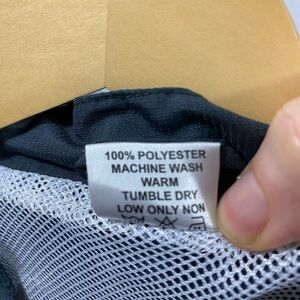 100% POLYESTER
MACHINE WASH
WARM
TUMBLE DRY
LOW ONLY NON